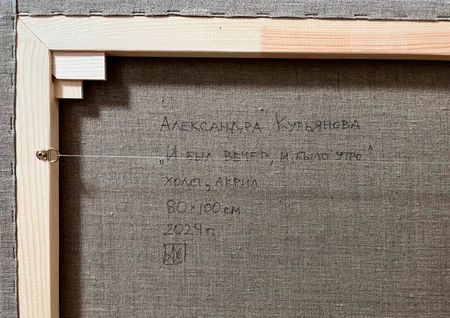 Александра Курьянова
„И был вечер, и было утро"
холст, акрил
80×100 см
2024 г.